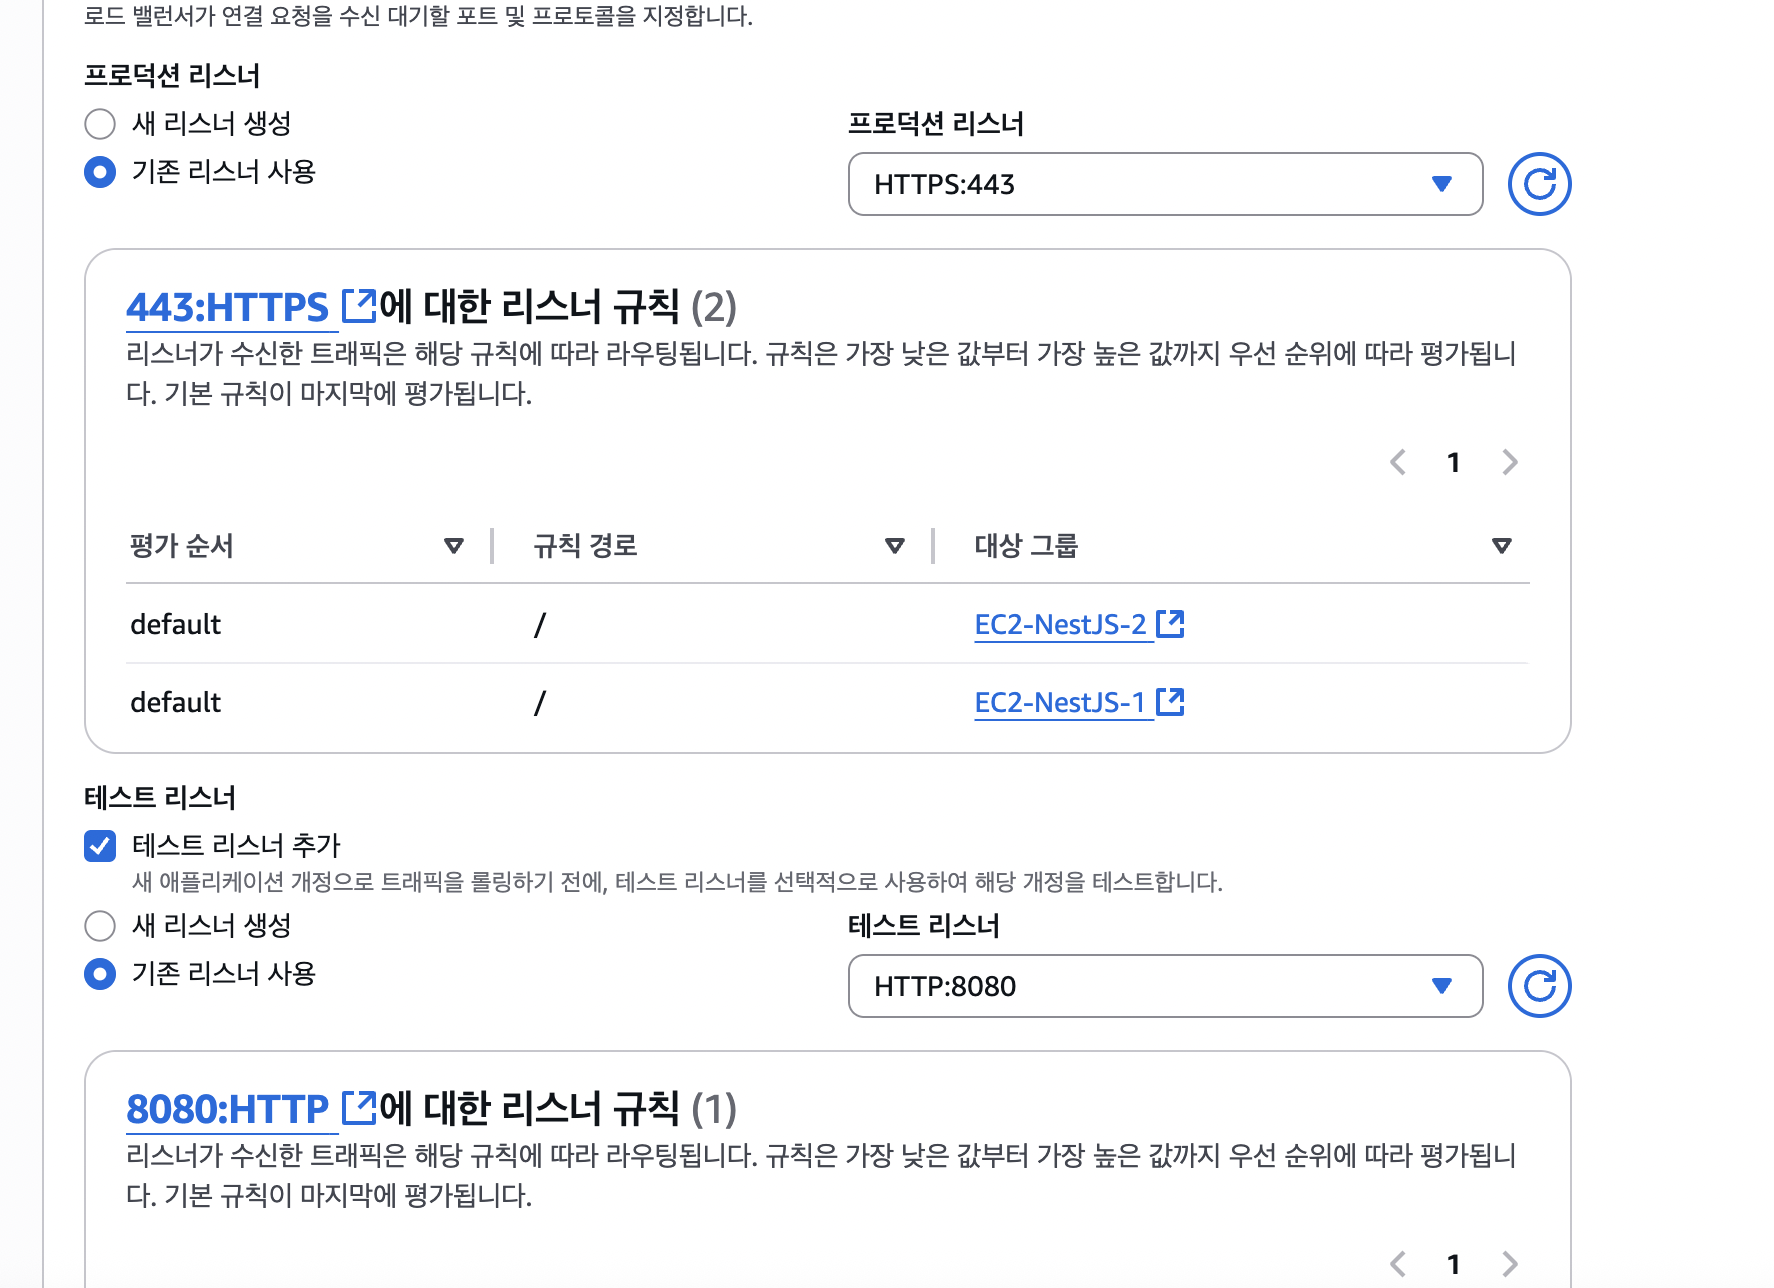 로드 밸런서가 연결 요청을 수신 대기할 포트 및 프로토콜을 지정합니다.
프로덕션 리스너
새 리스너 생성
기존 리스너 사용
프로덕션 리스너
HTTPS:443
443:HTTPS 에 대한 리스너 규칙 (2)
리스너가 수신한 트래픽은 해당 규칙에 따라 라우팅됩니다. 규칙은 가장 낮은 값부터 가장 높은 값까지 우선 순위에 따라 평가됩니
다. 기본 규칙이 마지막에 평가됩니다.
1
평가 순서 규칙 경로 대상 그룹
default / EC2-NestJS-2
default / EC2-NestJS-1
테스트 리스너
테스트 리스너 추가
새 애플리케이션 개정으로 트래픽을 롤링하기 전에, 테스트 리스너를 선택적으로 사용하여 해당 개정을 테스트합니다.
새 리스너 생성
기존 리스너 사용
테스트 리스너
HTTP:8080
8080:HTTP 에 대한 리스너 규칙 (1)
리스너가 수신한 트래픽은 해당 규칙에 따라 라우팅됩니다. 규칙은 가장 낮은 값부터 가장 높은 값까지 우선 순위에 따라 평가됩니
다. 기본 규칙이 마지막에 평가됩니다.
1